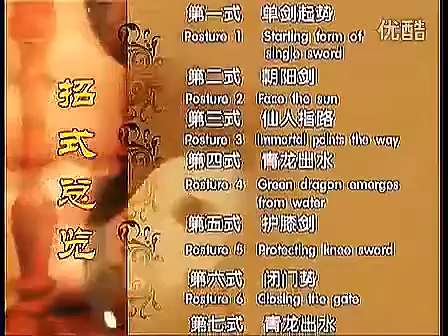 优酷
招式总览
第一式 单剑起势
Posture 1 Starting form of
single sword
第二式 朝阳剑
Posture 2 Face the sun
第三式 仙人指路
Posture 3 Immortal points the way
第四式 青龙出水
Posture 4 Green dragon emerges
from water
第五式 护膝剑
Posture 5 Protecting knee sword
第六式 闭门势
Posture 6 Closing the gate
第七式 青龙出水